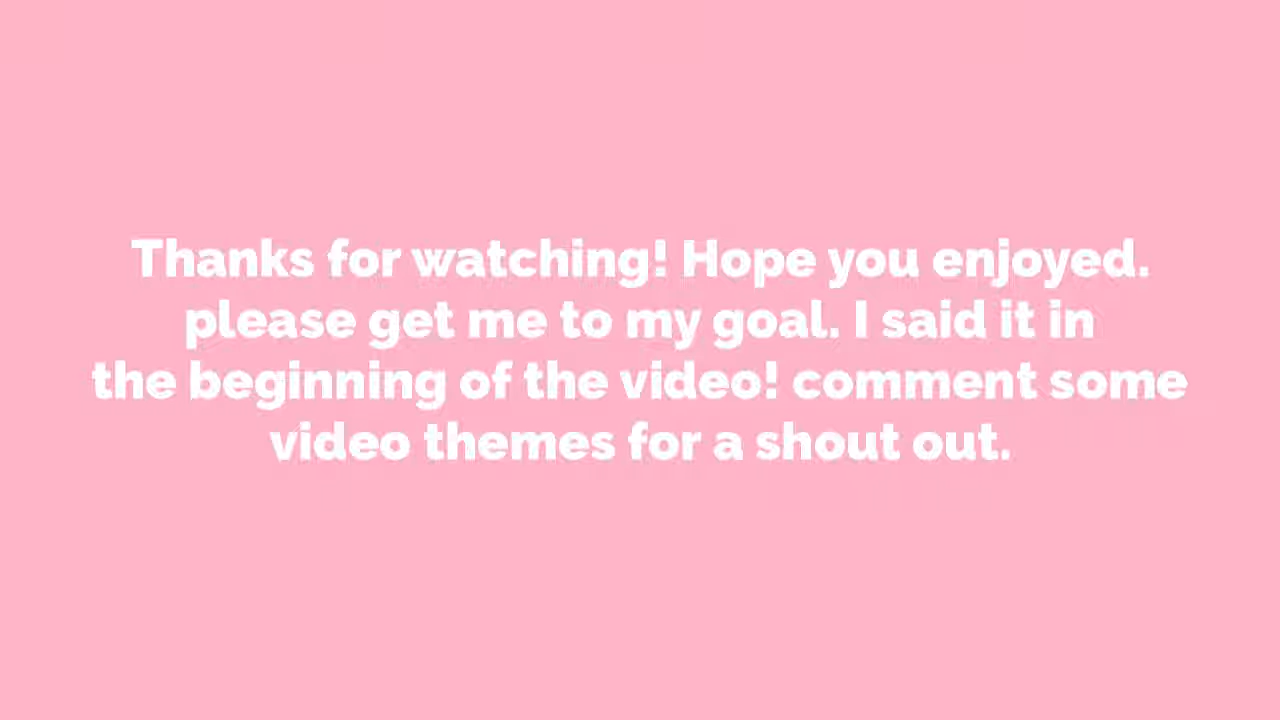 Thanks for watching! Hope you enjoyed.
please get me to my goal. I said it in
the beginning of the video! comment some
video themes for a shout out.